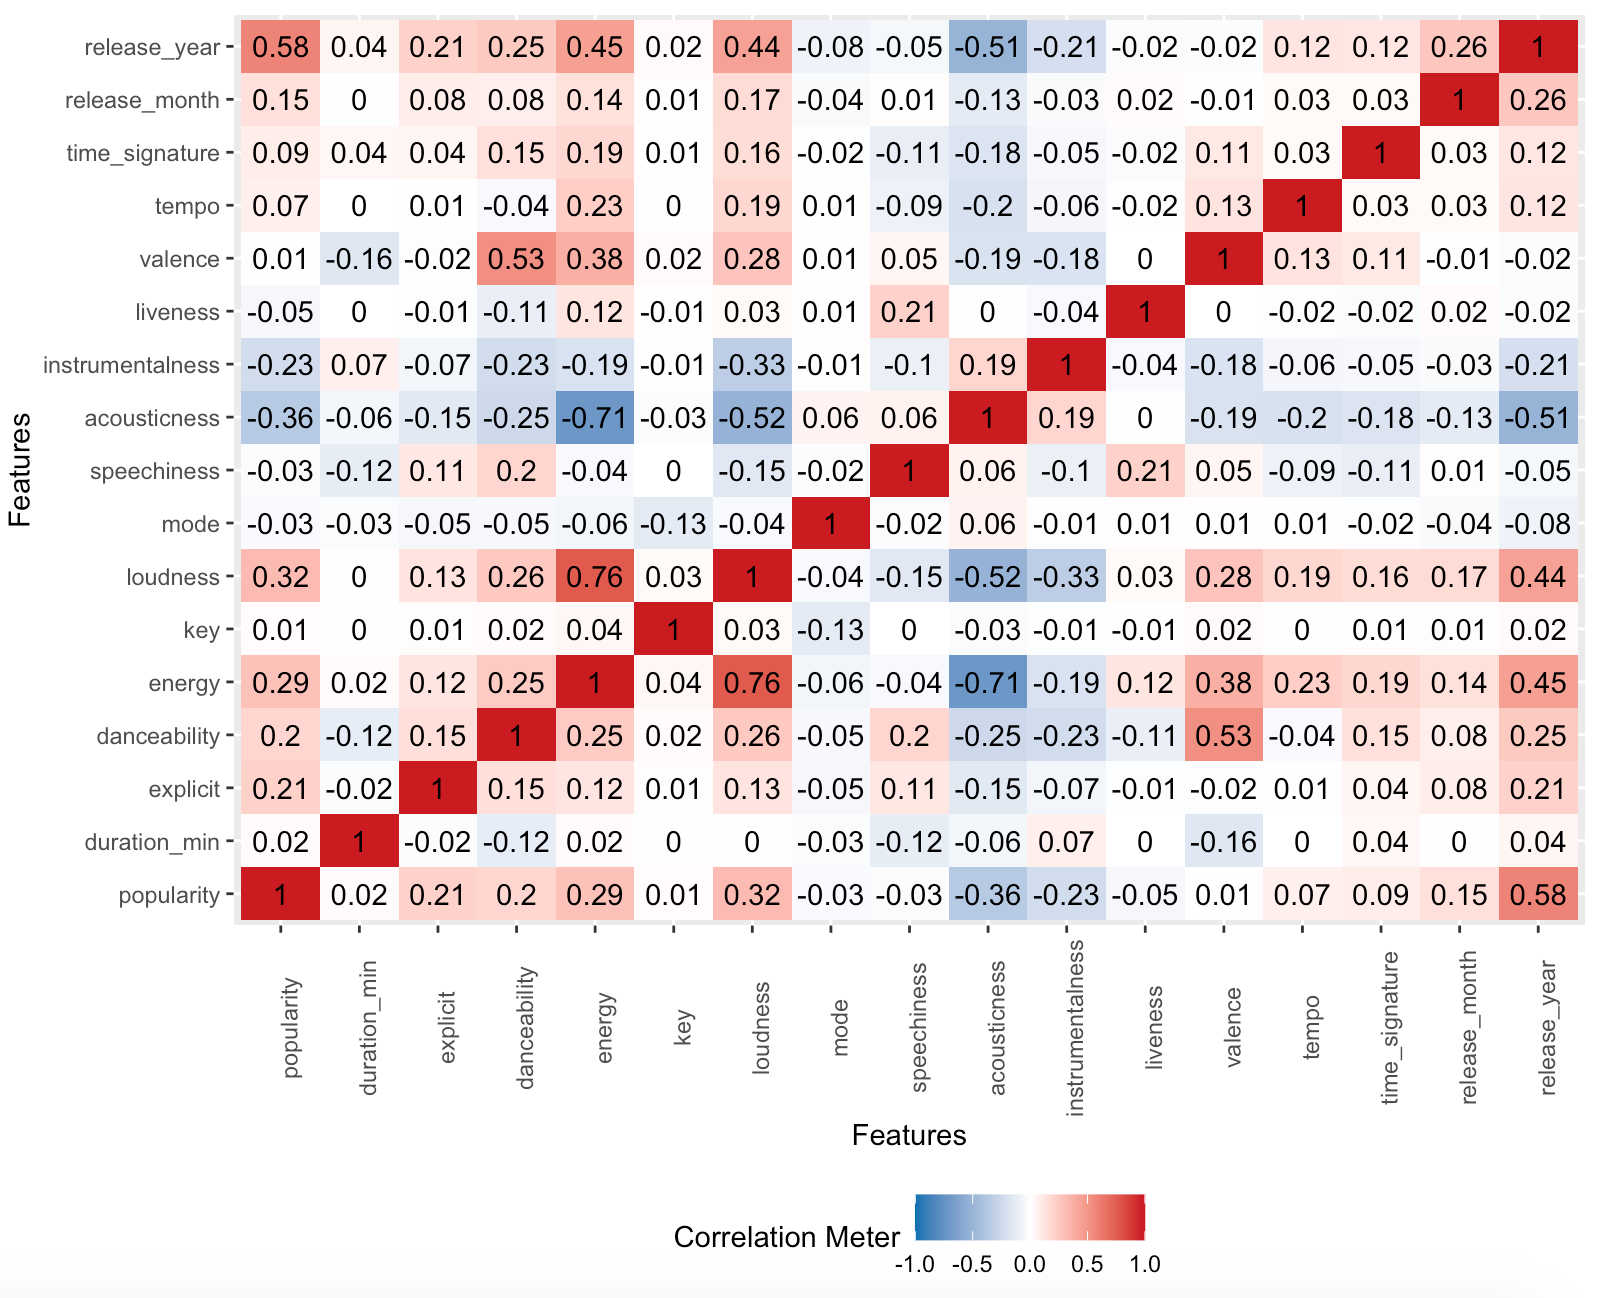 release_year 0.58 0.04 0.21 0.25 0.45 0.02 0.44 -0.08 -0.05 -0.51 -0.21 -0.02 -0.02 0.12 0.12 0.26 1
release_month 0.15 0 0.08 0.08 0.14 0.01 0.17 -0.04 0.01 -0.13 -0.03 0.02 -0.01 0.03 0.03 1 0.26
time_signature 0.09 0.04 0.04 0.15 0.19 0.01 0.16 -0.02 -0.11 -0.18 -0.05 -0.02 0.11 0.03 1 0.03 0.12
tempo 0.07 0 0.01 -0.04 0.23 0 0.19 0.01 -0.09 -0.2 -0.06 -0.02 0.13 1 0.03 0.03 0.12
valence 0.01 -0.16 -0.02 0.53 0.38 0.02 0.28 0.01 0.05 -0.19 -0.18 0 1 0.13 0.11 -0.01 -0.02
liveness -0.05 0 -0.01 -0.11 0.12 -0.01 0.03 0.01 0.21 0 -0.04 1 0 -0.02 -0.02 0.02 -0.02
instrumentalness -0.23 0.07 -0.07 -0.23 -0.19 -0.01 -0.33 -0.01 -0.1 0.19 1 -0.04 -0.18 -0.06 -0.05 -0.03 -0.21
acousticness -0.36 -0.06 -0.15 -0.25 -0.71 -0.03 -0.52 0.06 0.06 1 0.19 0 -0.19 -0.2 -0.18 -0.13 -0.51
speechiness -0.03 -0.12 0.11 0.2 -0.04 0 -0.15 -0.02 1 0.06 -0.1 0.21 0.05 -0.09 -0.11 0.01 -0.05
mode -0.03 -0.03 -0.05 -0.05 -0.06 -0.13 -0.04 1 -0.02 0.06 -0.01 0.01 0.01 0.01 -0.02 -0.04 -0.08
loudness 0.32 0 0.13 0.26 0.76 0.03 1 -0.04 -0.15 -0.52 -0.33 0.03 0.28 0.19 0.16 0.17 0.44
key 0.01 0 0.01 0.02 0.04 1 0.03 -0.13 0 -0.03 -0.01 -0.01 0.02 0 0.01 0.01 0.02
energy 0.29 0.02 0.12 0.25 1 0.04 0.76 -0.06 -0.04 -0.71 -0.19 0.12 0.38 0.23 0.19 0.14 0.45
danceability 0.2 -0.12 0.15 1 0.25 0.02 0.26 -0.05 0.2 -0.25 -0.23 -0.11 0.53 -0.04 0.15 0.08 0.25
explicit 0.21 -0.02 1 0.15 0.12 0.01 0.13 -0.05 0.11 -0.15 -0.07 -0.01 -0.02 0.01 0.04 0.08 0.21
duration_min 0.02 1 -0.02 -0.12 0.02 0 0 -0.03 -0.12 -0.06 0.07 0 -0.16 0 0.04 0 0.04
popularity 1 0.02 0.21 0.2 0.29 0.01 0.32 -0.03 -0.03 -0.36 -0.23 -0.05 0.01 0.07 0.09 0.15 0.58
Features
popularity duration_min explicit danceability energy key loudness mode speechiness acousticness instrumentalness liveness valence tempo time_signature release_month release_year
Features
Correlation Meter
-1.0 -0.5 0.0 0.5 1.0